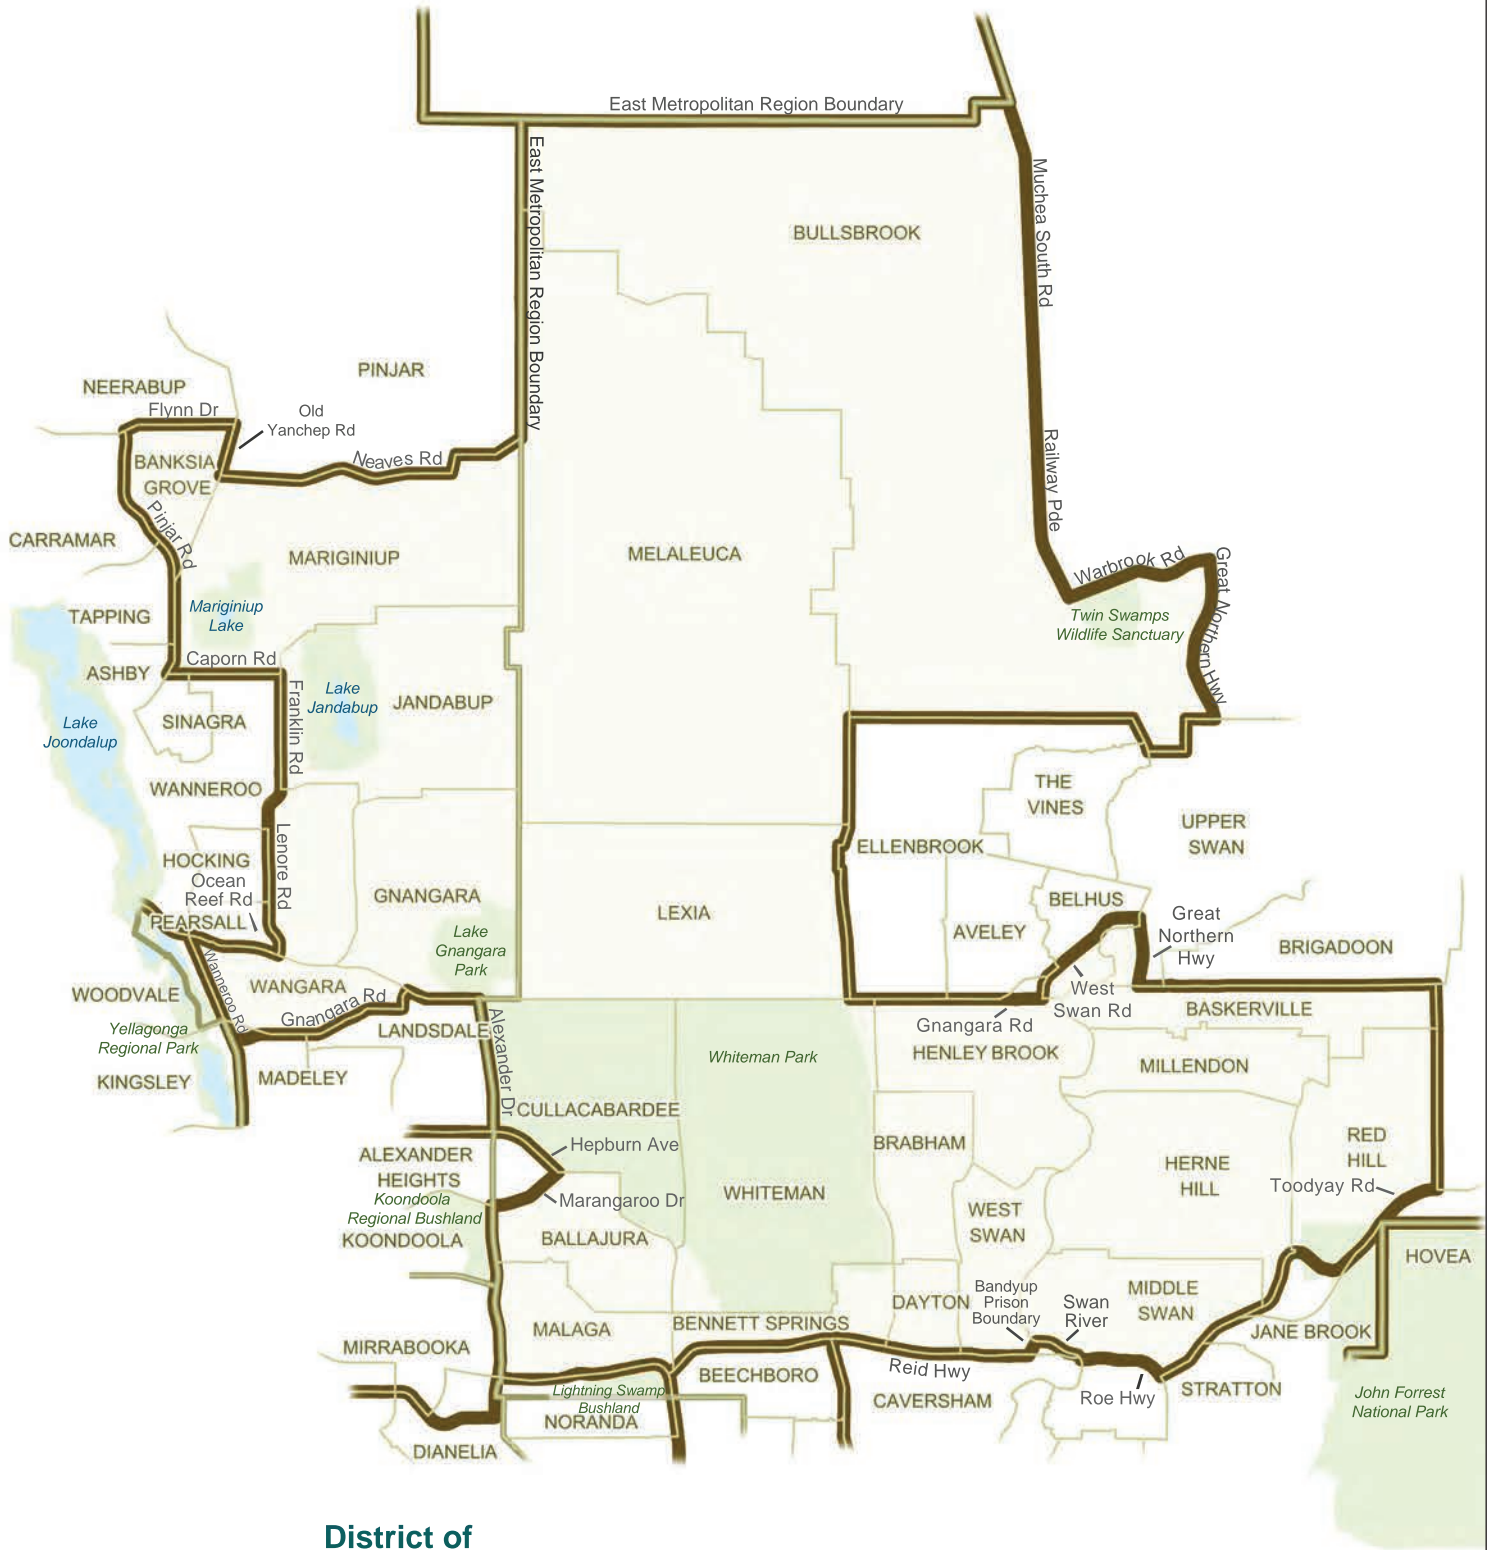 East Metropolitan Region Boundary
East Metropolitan Region Boundary
Muchea South Rd
BULLSBROOK
PINJAR
NEERABUP
Flynn Dr
Old
Yanchep Rd
Neaves Rd
Railway Pde
BANKSIA
GROVE
Pinjar Rd
CARRAMAR
MARIGINIUP
MELALEUCA
Warbrook Rd
Great Northern Hwy
Mariginiup
Lake
TAPPING
Twin Swamps
Wildlife Sanctuary
Caporn Rd
ASHBY
Franklin Rd
Lake
Jandabup
JANDABUP
SINAGRA
Lake
Joondalup
WANNEROO
THE
VINES
UPPER
SWAN
Lenore Rd
HOCKING
ELLENBROOK
Ocean
Reef Rd
GNANGARA
BELHUS
PEARSALL
LEXIA
Great
Northern
Hwy
AVELEY
Lake
Gnangara
Park
BRIGADOON
Wanneroo Rd
WOODVALE
WANGARA
West
Swan Rd
Gnangara Rd
BASKERVILLE
Gnangara Rd
LANDSDALE
Alexander Dr
Yellagonga
Regional Park
Whiteman Park
HENLEY BROOK
MILLENDON
KINGSLEY
MADELEY
CULLACABARDEE
BRABHAM
RED
HILL
Hepburn Ave
ALEXANDER
HEIGHTS
HERNE
HILL
Toodyay Rd
WHITEMAN
Koondoola
Regional Bushland
Marangaroo Dr
WEST
SWAN
KOONDOOLA
BALLAJURA
HOVEA
Bandyup
Prison
Boundary
Swan
River
MIDDLE
SWAN
DAYTON
MALAGA
BENNETT SPRINGS
JANE BROOK
MIRRABOOKA
Reid Hwy
BEECHBORO
Lightning Swamp
Bushland
CAVERSHAM
Roe Hwy
STRATTON
John Forrest
National Park
NORANDA
DIANELIA
District of